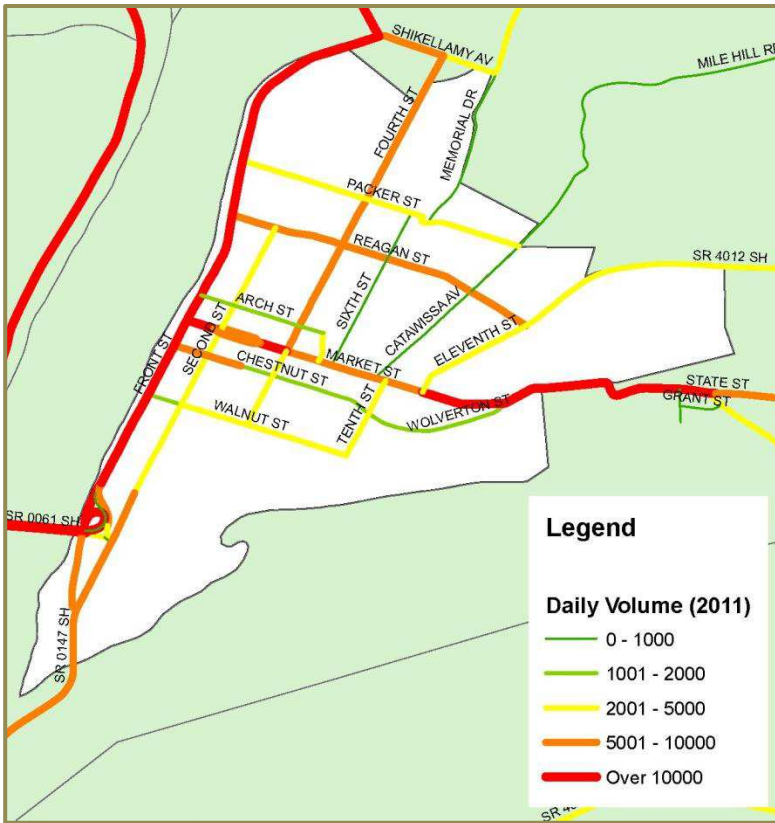 SHIKELLAMY AV
MILE HILL RD
FOURTH ST
MEMORIAL DR
PACKER ST
REAGAN ST
SR 4012 SH
SIXTH ST
CATAWISSA AV
ARCH ST
SECOND ST
ELEVENTH ST
FRONT ST
MARKET ST
CHESTNUT ST
STATE ST
GRANT ST
TENTH ST
WOLVERTON ST
WALNUT ST
SR 0061 SH
SR 0147 SH
Legend
Daily Volume (2011)
0 - 1000
1001 - 2000
2001 - 5000
5001 - 10000
Over 10000